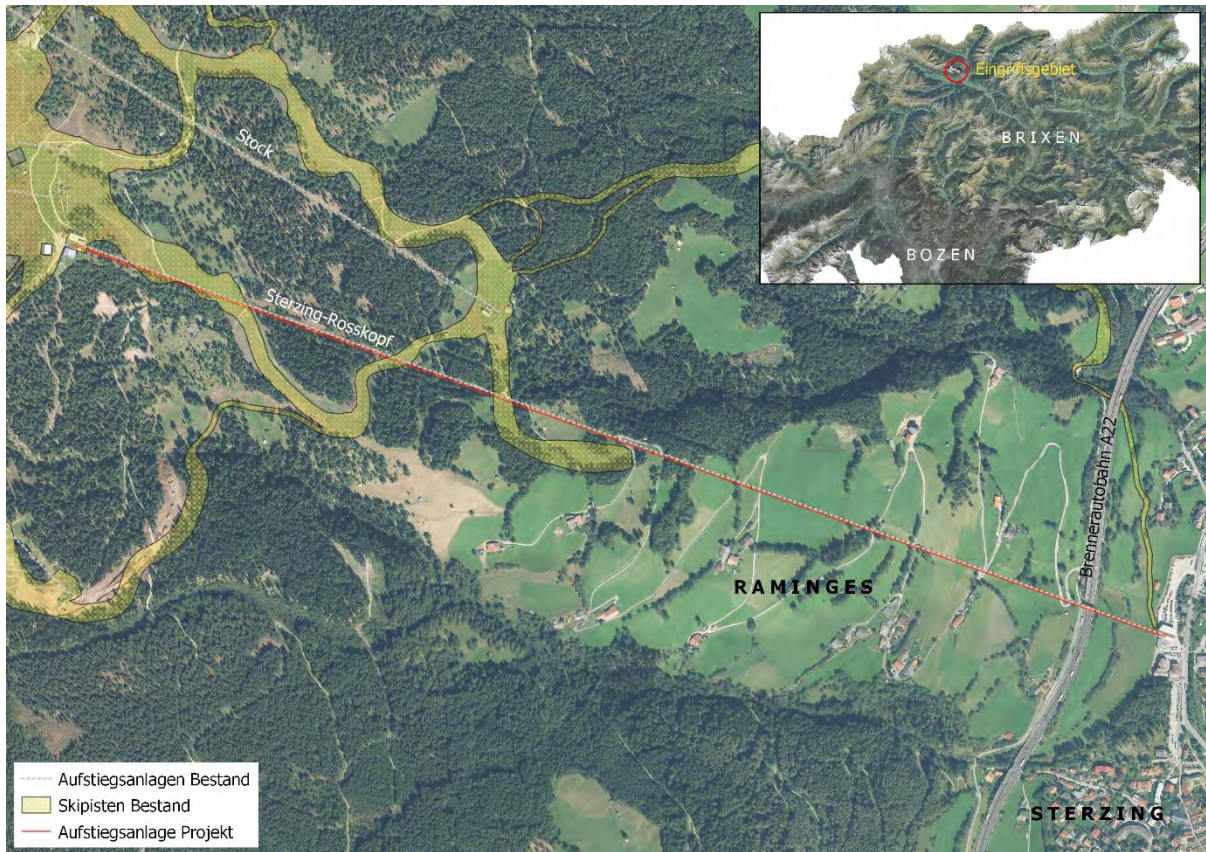 Eingriffsgebiet
BRIXEN
BOZEN
Stock
Sterzing-Rosskopf
Brennerautobahn A22
RAMINGES
STERZING
Aufstiegsanlagen Bestand
Skipisten Bestand
Aufstiegsanlage Projekt